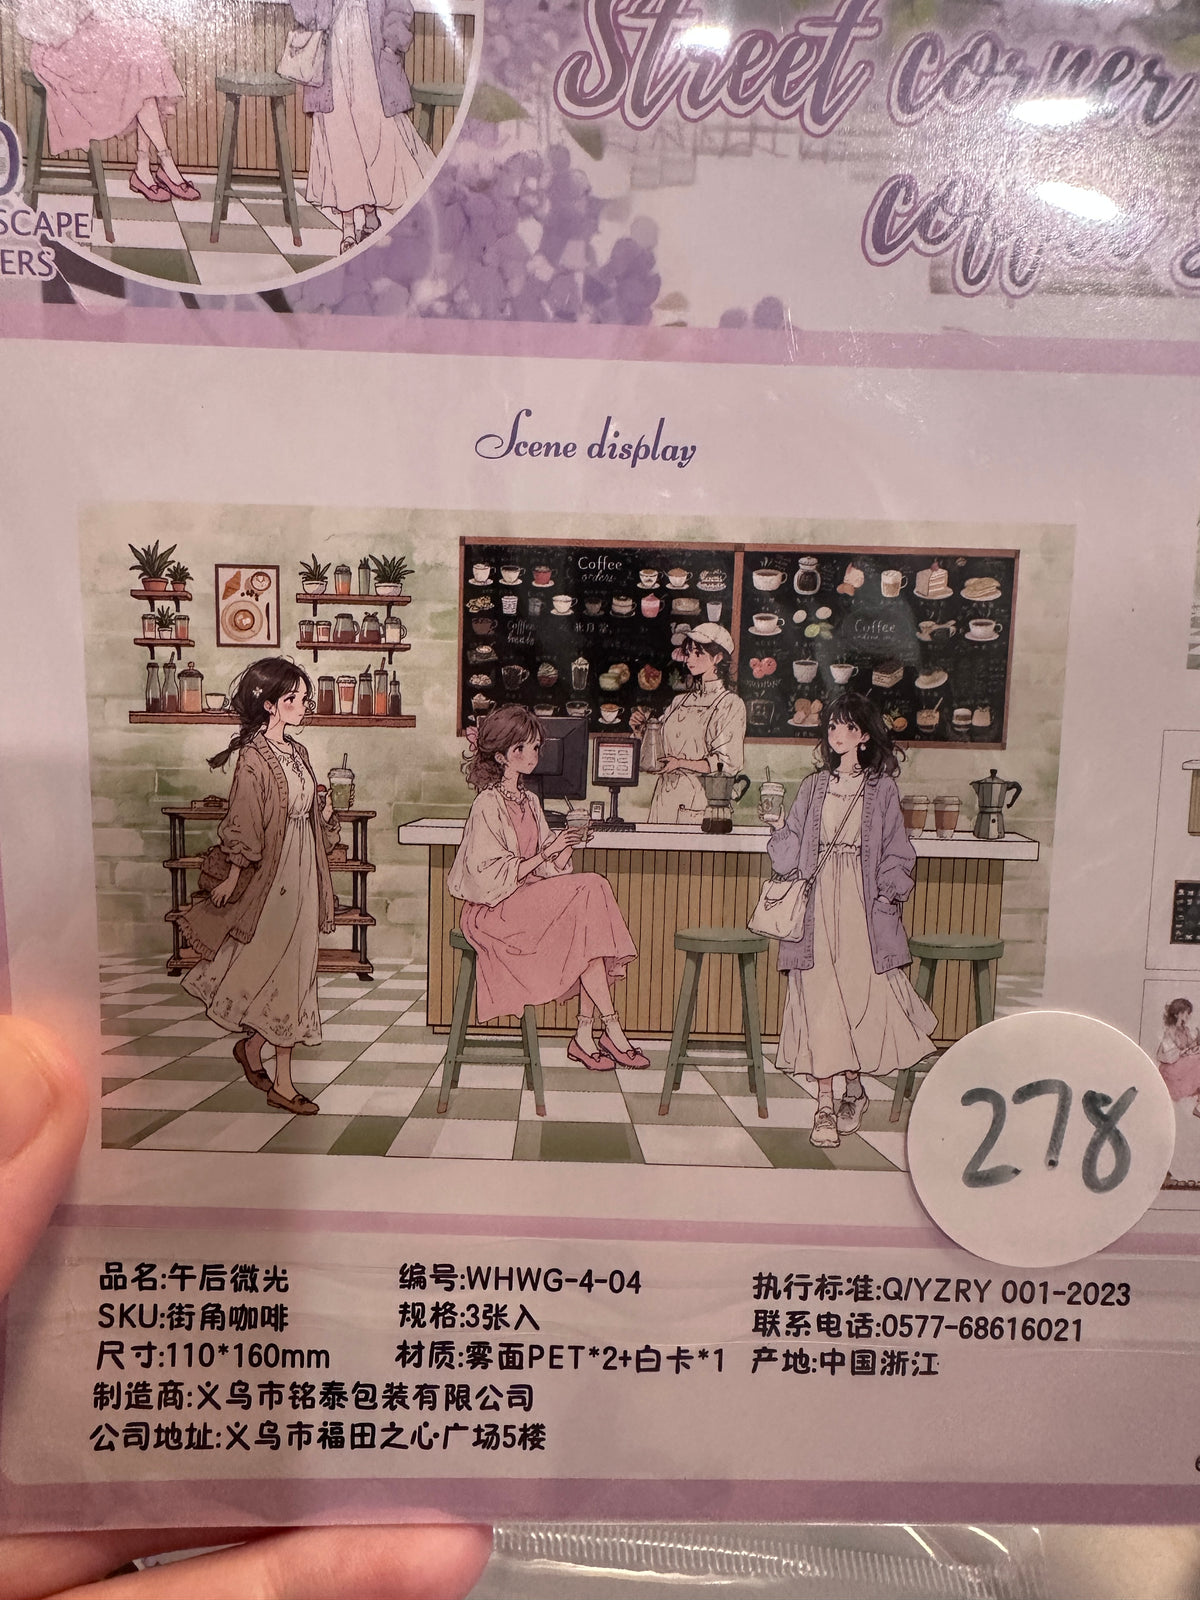 Street corner
coffee
SCAPE
ERS
Scene display
Coffee
orders
Coffee
278
品名:午后微光
编号:WHWG-4-04
执行标准:Q/YZRY 001-2023
SKU:街角咖啡
规格:3张入
联系电话:0577-68616021
尺寸:110*160mm
材质:雾面PET*2+白卡*1
产地:中国浙江
制造商:义乌市铭泰包装有限公司
公司地址:义乌市福田之心广场5楼